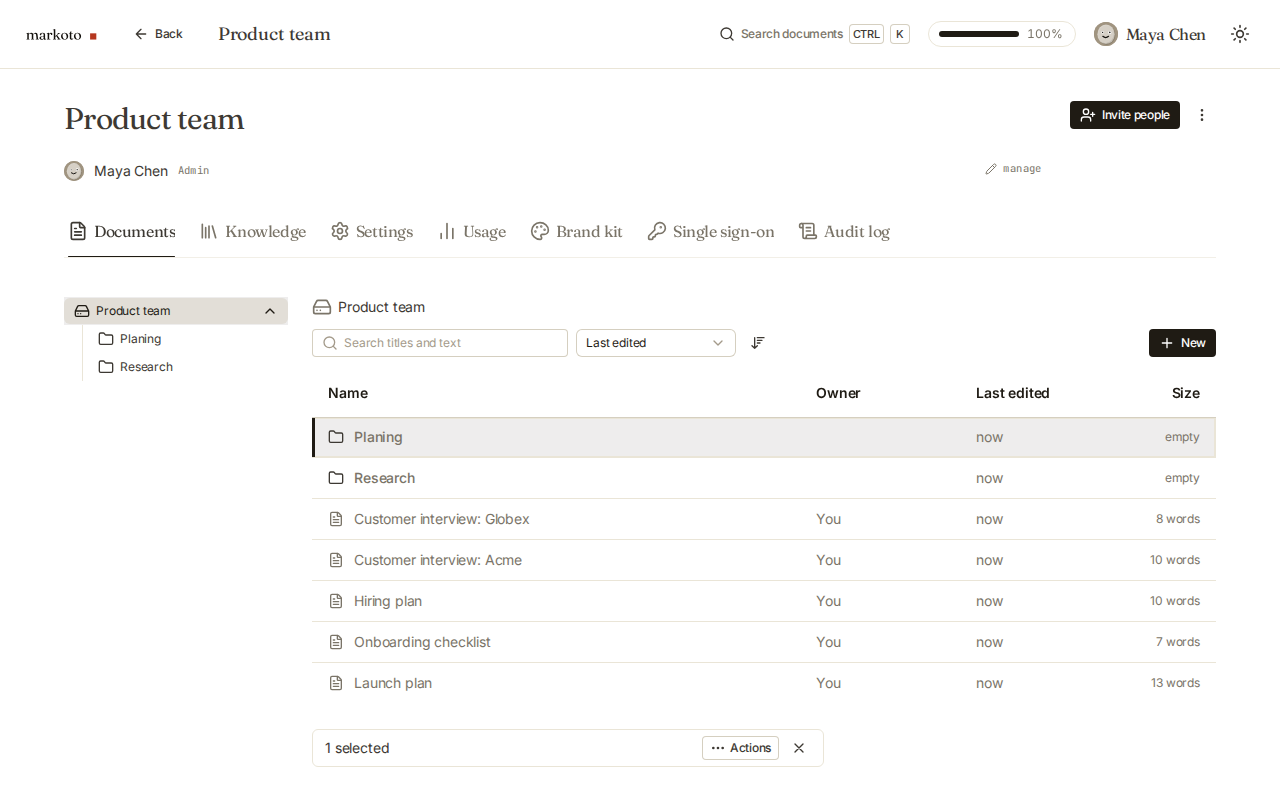 markoto
Back
Product team
Search documents CTRL K
100%
Maya Chen
Product team
Invite people
Maya Chen Admin
manage
Documents Knowledge Settings Usage Brand kit Single sign-on Audit log
Product team
Planing
Research
Product team
Search titles and text
Last edited
New
Name Owner Last edited Size
Planing now empty
Research now empty
Customer interview: Globex You now 8 words
Customer interview: Acme You now 10 words
Hiring plan You now 10 words
Onboarding checklist You now 7 words
Launch plan You now 13 words
1 selected
Actions